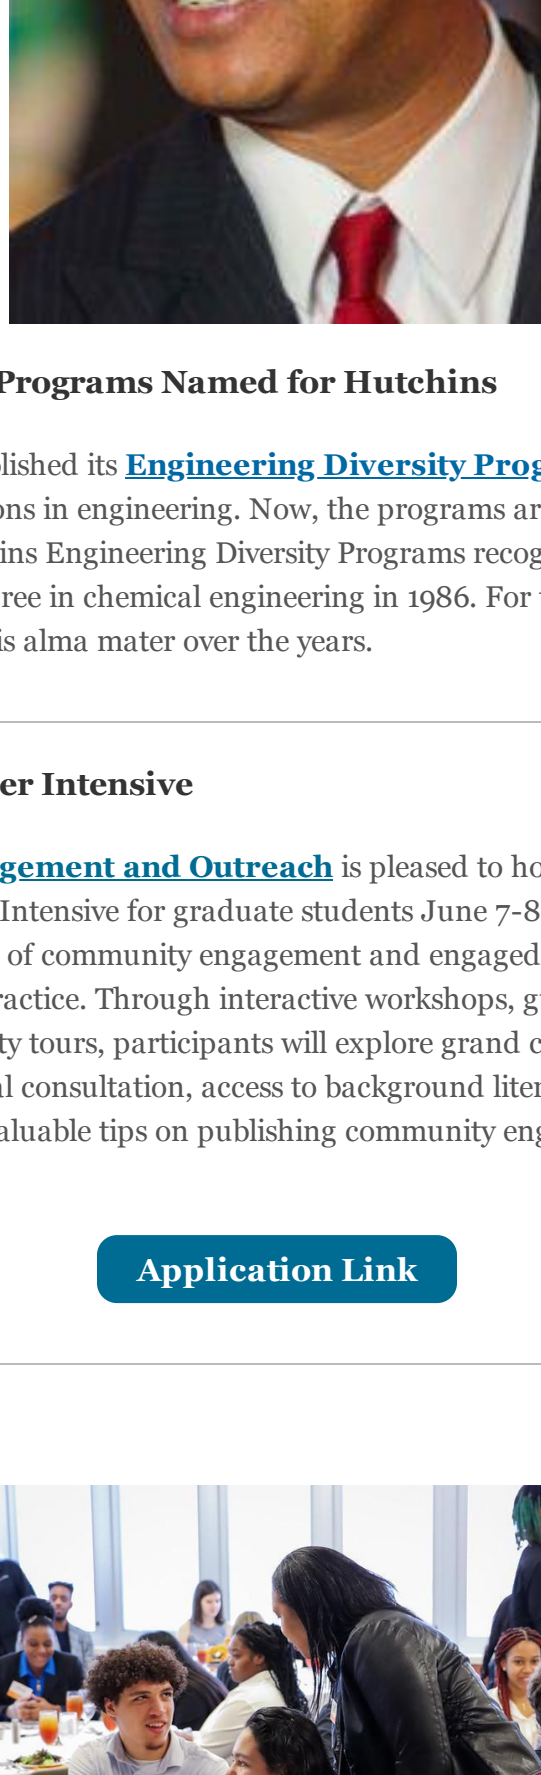 Programs Named for Hutchins
lished its Engineering Diversity Prog
ons in engineering. Now, the programs ar
ins Engineering Diversity Programs recog
ree in chemical engineering in 1986. For
is alma mater over the years.
er Intensive
gement and Outreach is pleased to ho
Intensive for graduate students June 7-8
of community engagement and engaged
ractice. Through interactive workshops, g
ty tours, participants will explore grand c
al consultation, access to background liter
aluable tips on publishing community eng
Application Link